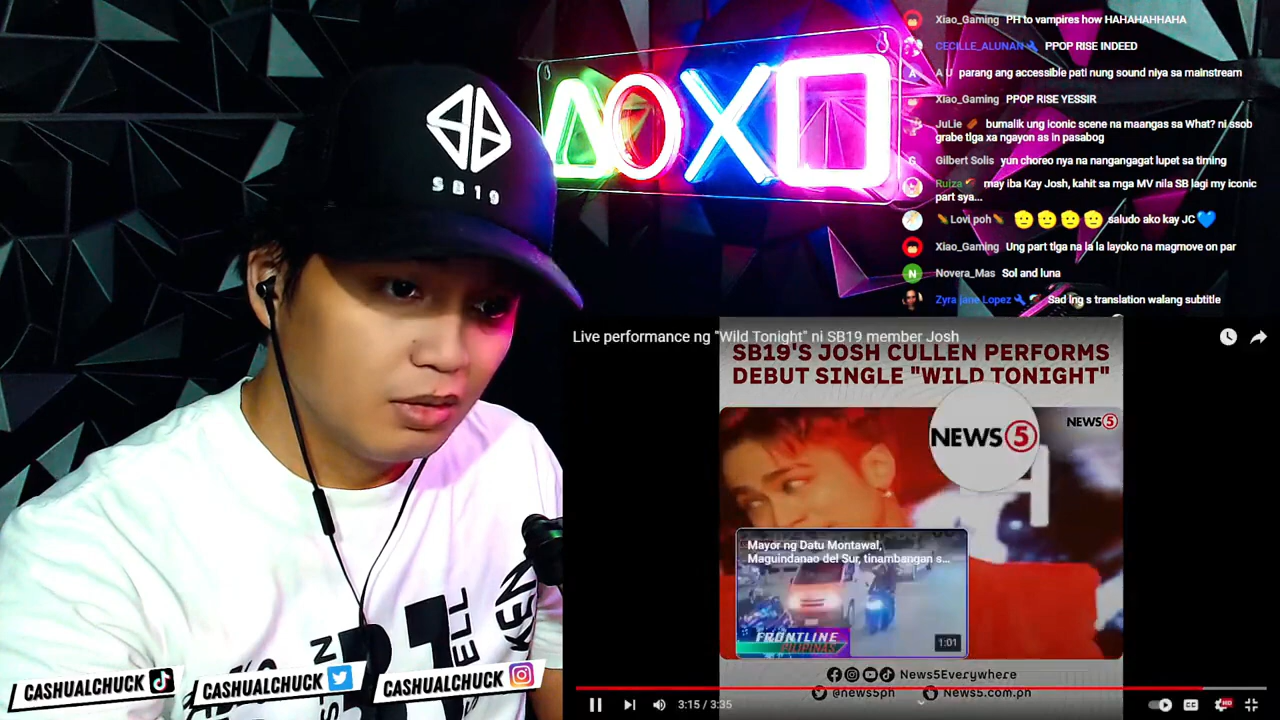 Xiao_Gaming PH to vampires how HAHAHAHHAHA
CECILLE_ALUNAN PPOP RISE INDEED
A U parang ang accessible pati nung sound niya sa mainstream
Xiao_Gaming PPOP RISE YESSIR
JuLie bumalik ung iconic scene na maangas sa What? ni ssob
grabe tlga xa ngayon as in pasabog
Gilbert Solis yun choreo nya na nangangagat lupet sa timing
Ruiza may iba Kay Josh, kahit sa mga MV nila SB lagi my iconic
part sya...
Lovi poh saludo ako kay JC
Xiao_Gaming Ung part tlga na la la layoko na magmove on par
Novera_Mas Sol and luna
Zyra jane Lopez Sad lng s translation walang subtitle
SB19
Live performance ng "Wild Tonight" ni SB19 member Josh
SB19'S JOSH CULLEN PERFORMS
DEBUT SINGLE "WILD TONIGHT"
NEWS5
NEWS5
Mayor ng Datu Montawal,
Maguindanao del Sur, tinambangan s...
FRONTLINE
PILIPINAS
1:01
News5Everywhere
@news5ph
News5.com.ph
3:15 / 3:35
CC
HD
KEN
ELL
CASHUALCHUCK
CASHUALCHUCK
CASHUALCHUCK